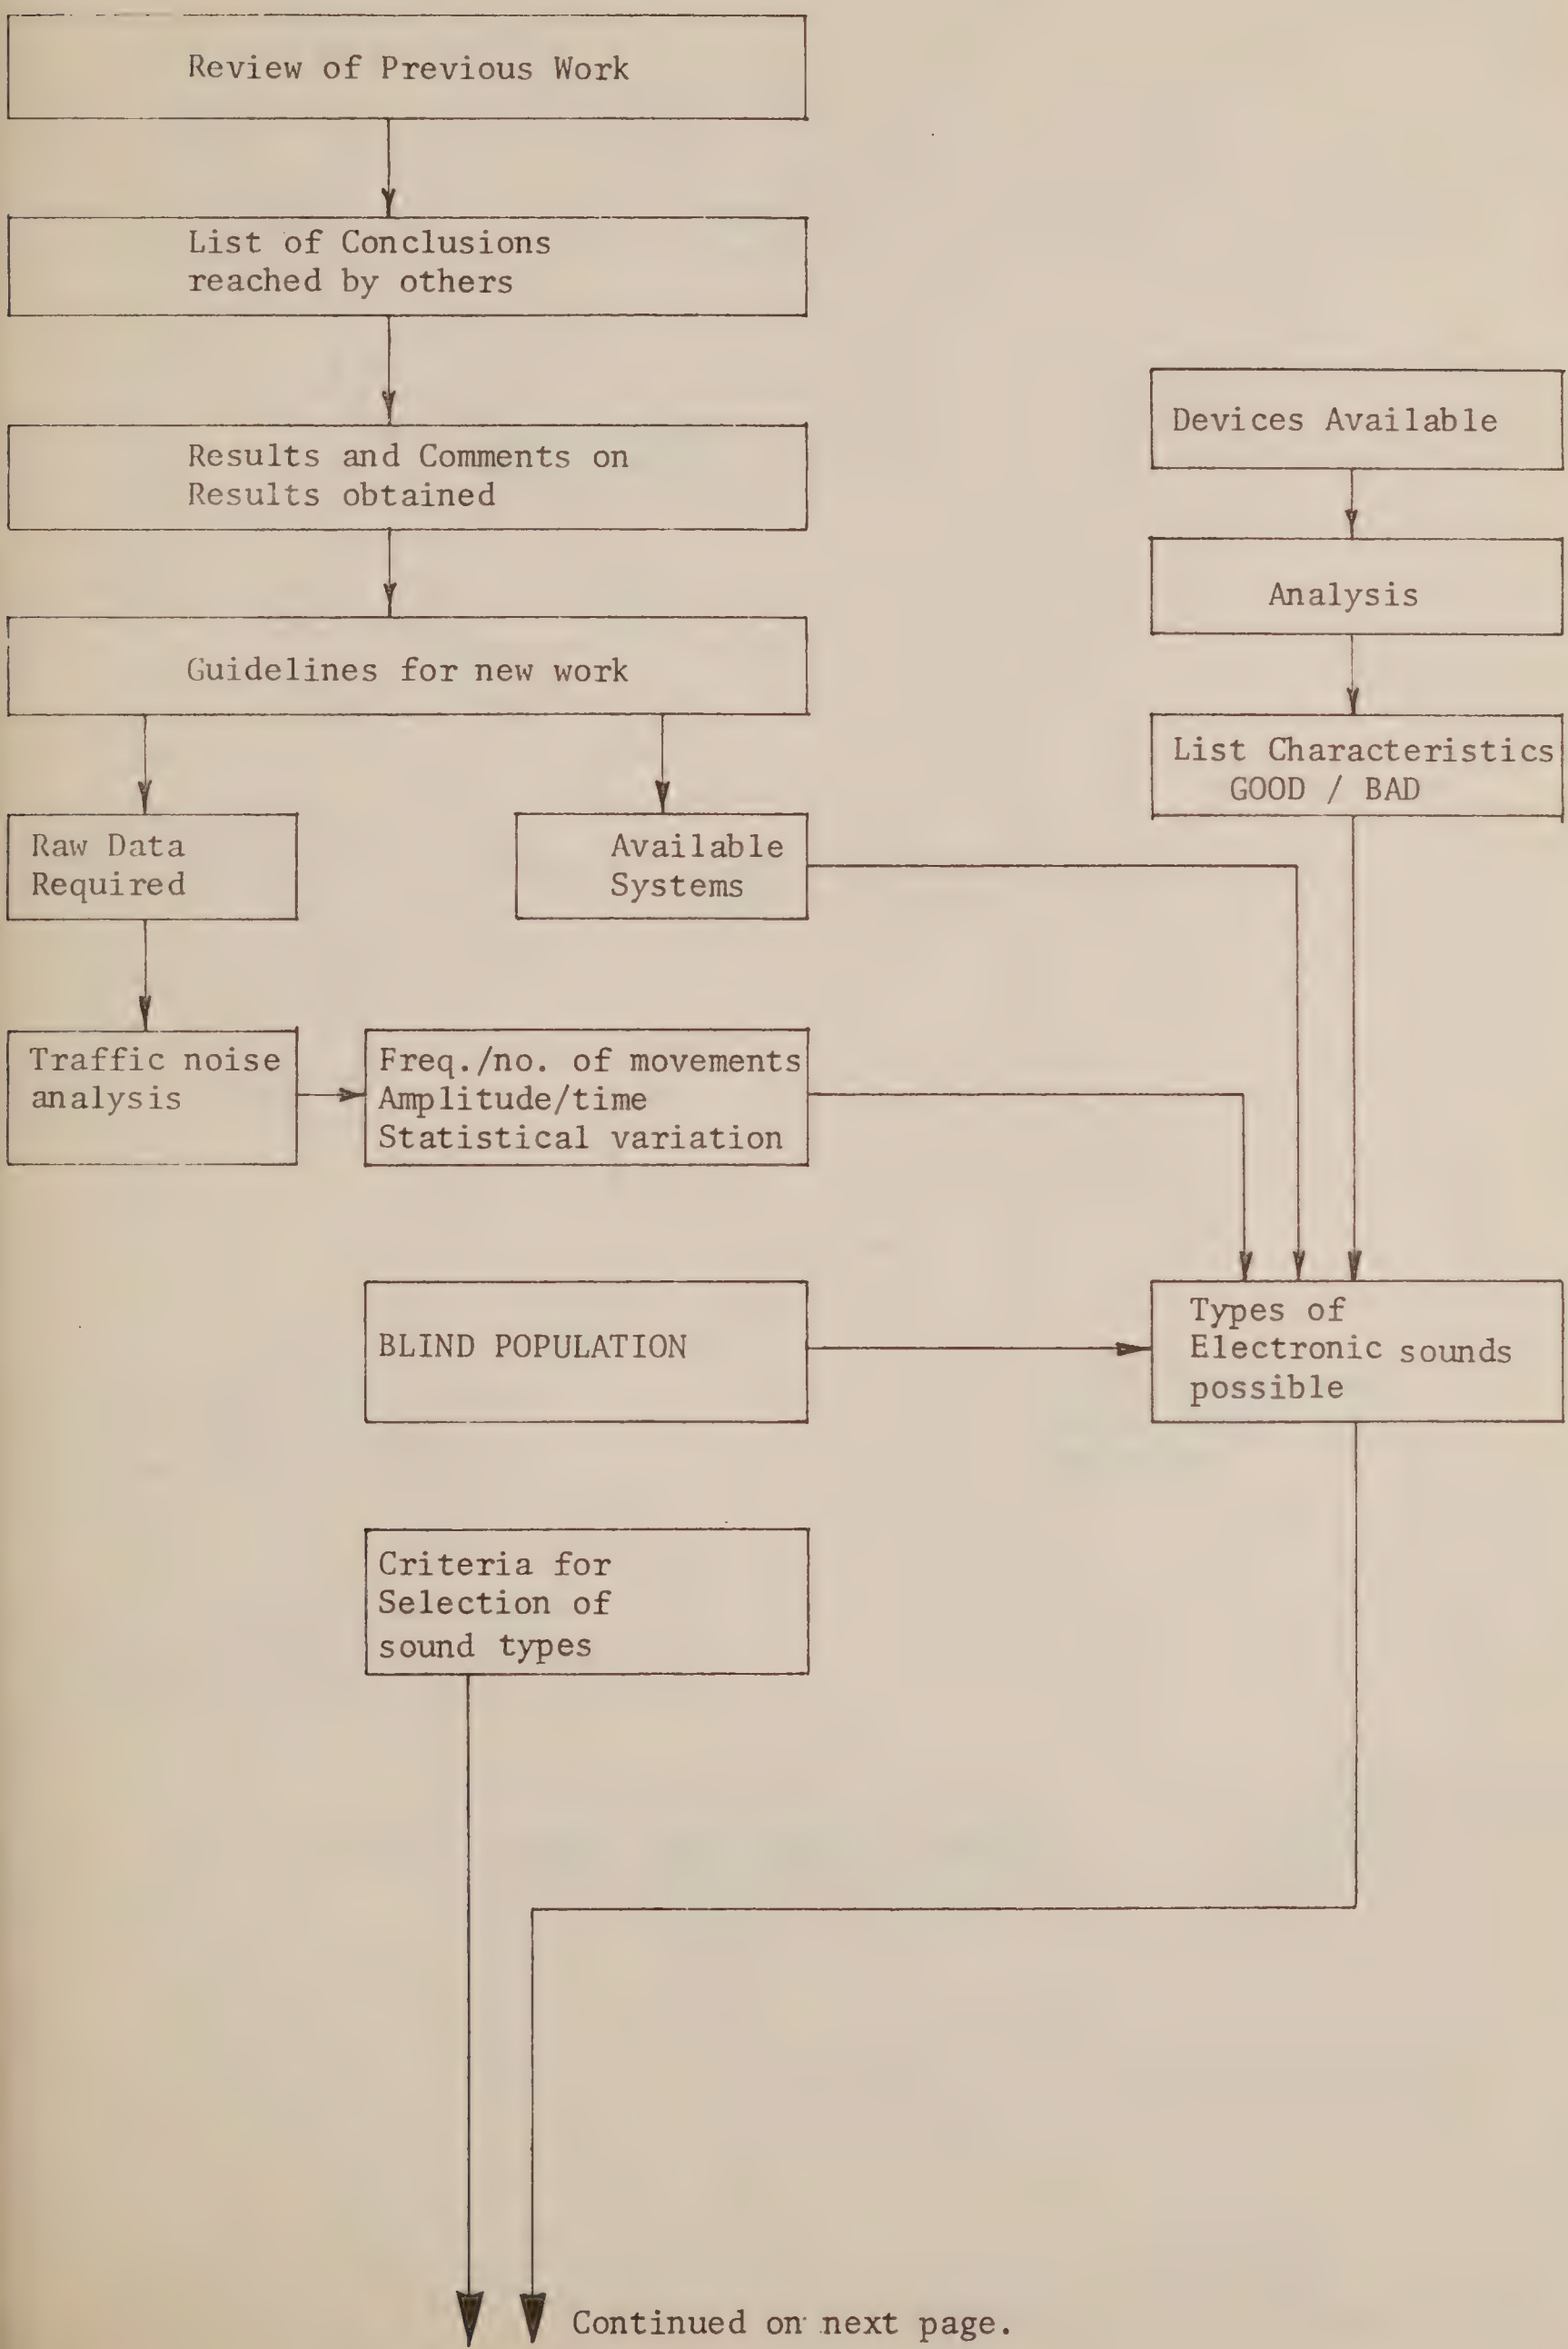 Review of Previous Work
List of Conclusions
reached by others
Results and Comments on
Results obtained
Guidelines for new work
Devices Available
Analysis
List Characteristics
GOOD / BAD
Raw Data
Required
Available
Systems
Traffic noise
analysis
Freq./no. of movements
Amplitude/time
Statistical variation
BLIND POPULATION
Types of
Electronic sounds
possible
Criteria for
Selection of
sound types
Continued on next page.